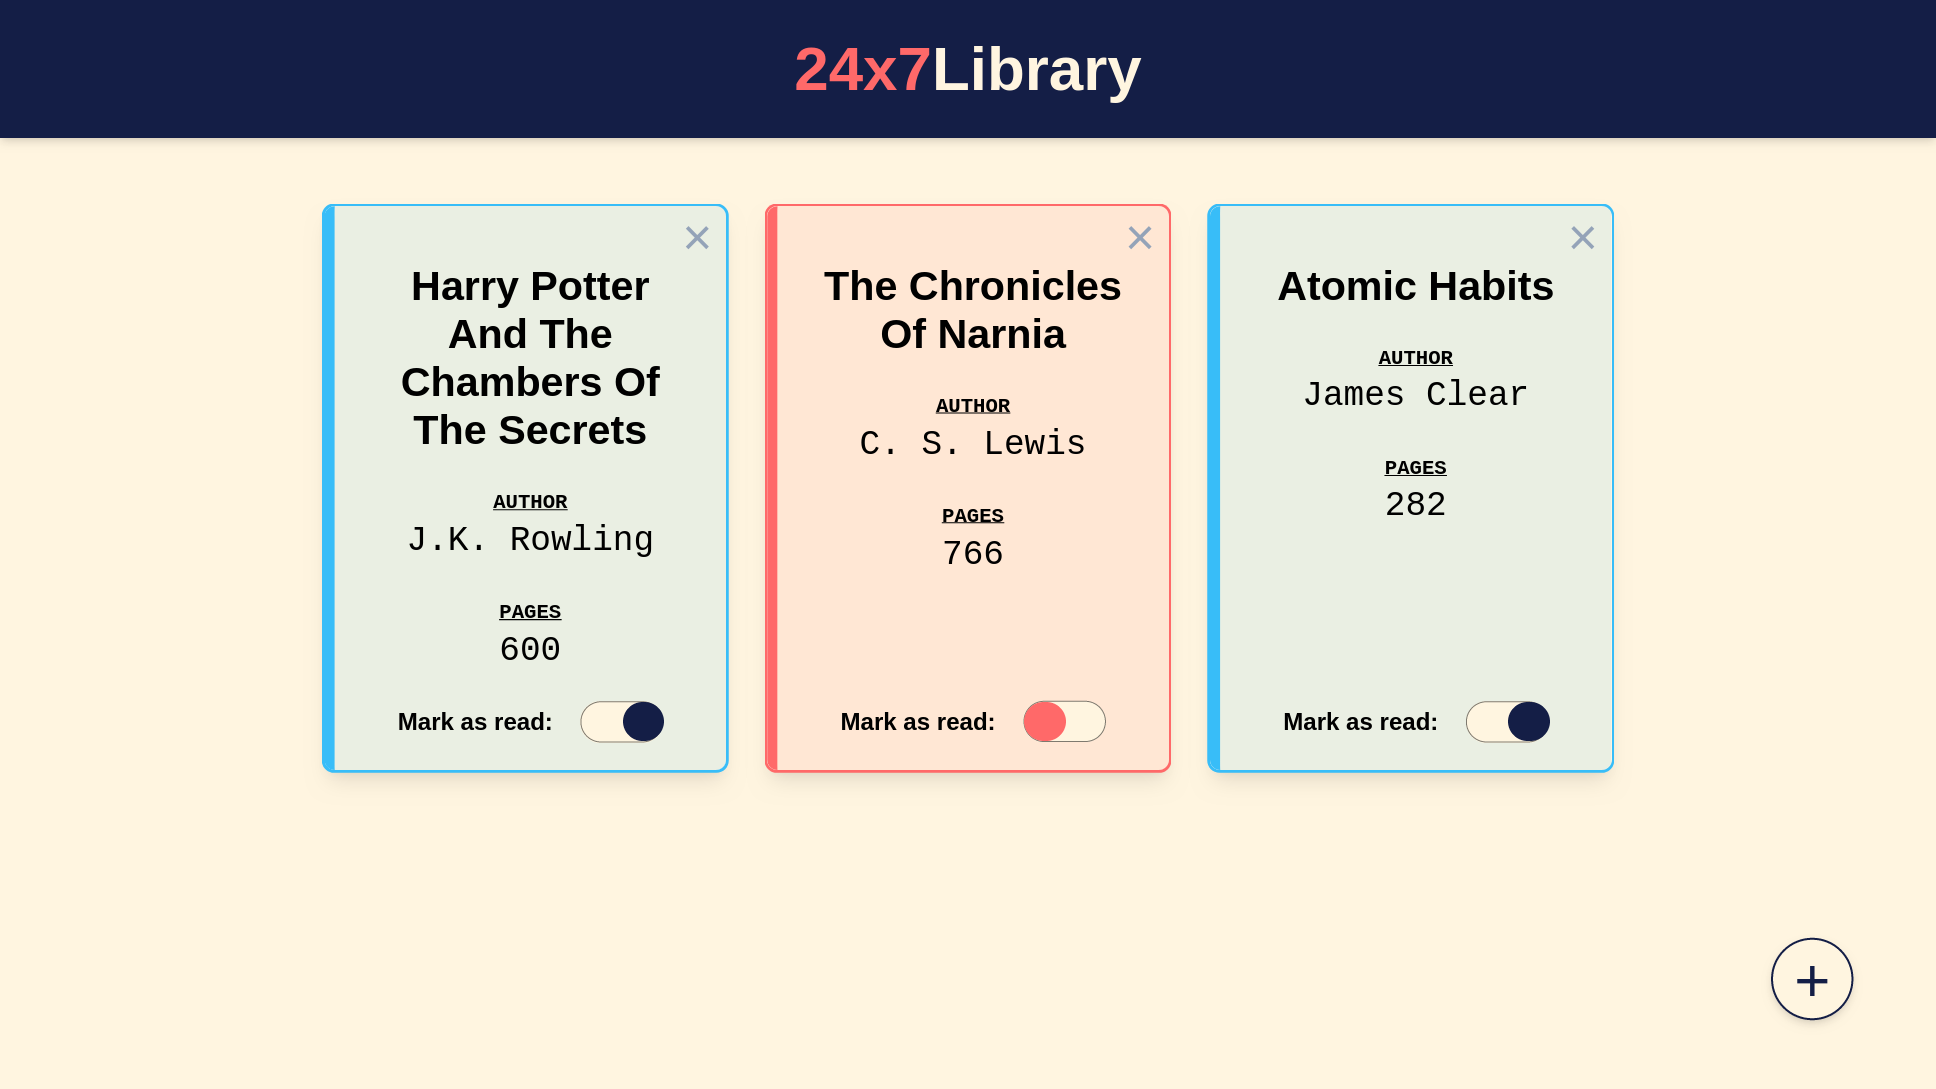 24x7Library
Harry Potter
And The
Chambers Of
The Secrets
AUTHOR
J.K. Rowling
PAGES
600
Mark as read:
The Chronicles
Of Narnia
AUTHOR
C. S. Lewis
PAGES
766
Mark as read:
Atomic Habits
AUTHOR
James Clear
PAGES
282
Mark as read: